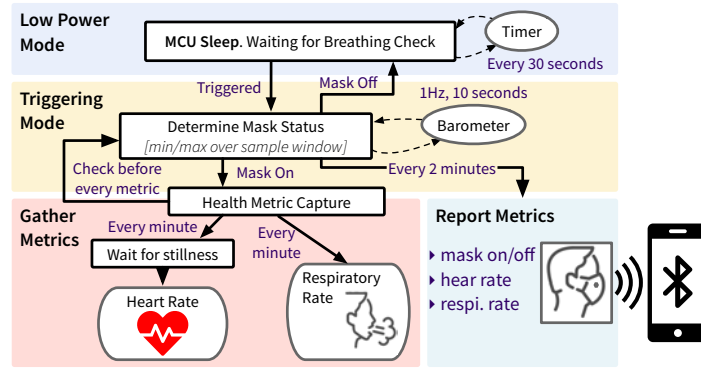 Low Power
Mode
MCU Sleep. Waiting for Breathing Check
Timer
Every 30 seconds
Triggered
Mask Off
Triggering
Mode
1Hz, 10 seconds
Determine Mask Status
[min/max over sample window]
Barometer
Check before
every metric
Mask On
Every 2 minutes
Gather
Metrics
Health Metric Capture
Every minute
Every
minute
Wait for stillness
Heart Rate
Respiratory
Rate
Report Metrics
mask on/off
hear rate
respi. rate